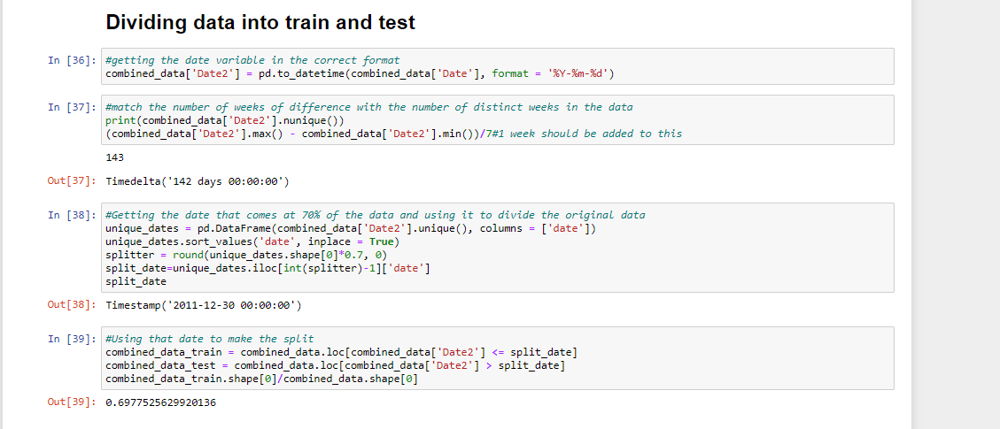 Dividing data into train and test
In [36]: #getting the date variable in the correct format
combined_data['Date2'] = pd.to_datetime(combined_data['Date'], format = '%Y-%m-%d')
In [37]: #match the number of weeks of difference with the number of distinct weeks in the data
print(combined_data['Date2'].nunique())
(combined_data['Date2'].max() - combined_data['Date2'].min())/7#1 week should be added to this
143
Out[37]: Timedelta('142 days 00:00:00')
In [38]: #Getting the date that comes at 70% of the data and using it to divide the original data
unique_dates = pd.DataFrame(combined_data['Date2'].unique(), columns = ['date'])
unique_dates.sort_values('date', inplace = True)
splitter = round(unique_dates.shape[0]*0.7, 0)
split_date=unique_dates.iloc[int(splitter)-1]['date']
split_date
Out[38]: Timestamp('2011-12-30 00:00:00')
In [39]: #Using that date to make the split
combined_data_train = combined_data.loc[combined_data['Date2'] <= split_date]
combined_data_test = combined_data.loc[combined_data['Date2'] > split_date]
combined_data_train.shape[0]/combined_data.shape[0]
Out[39]: 0.6977525629920136